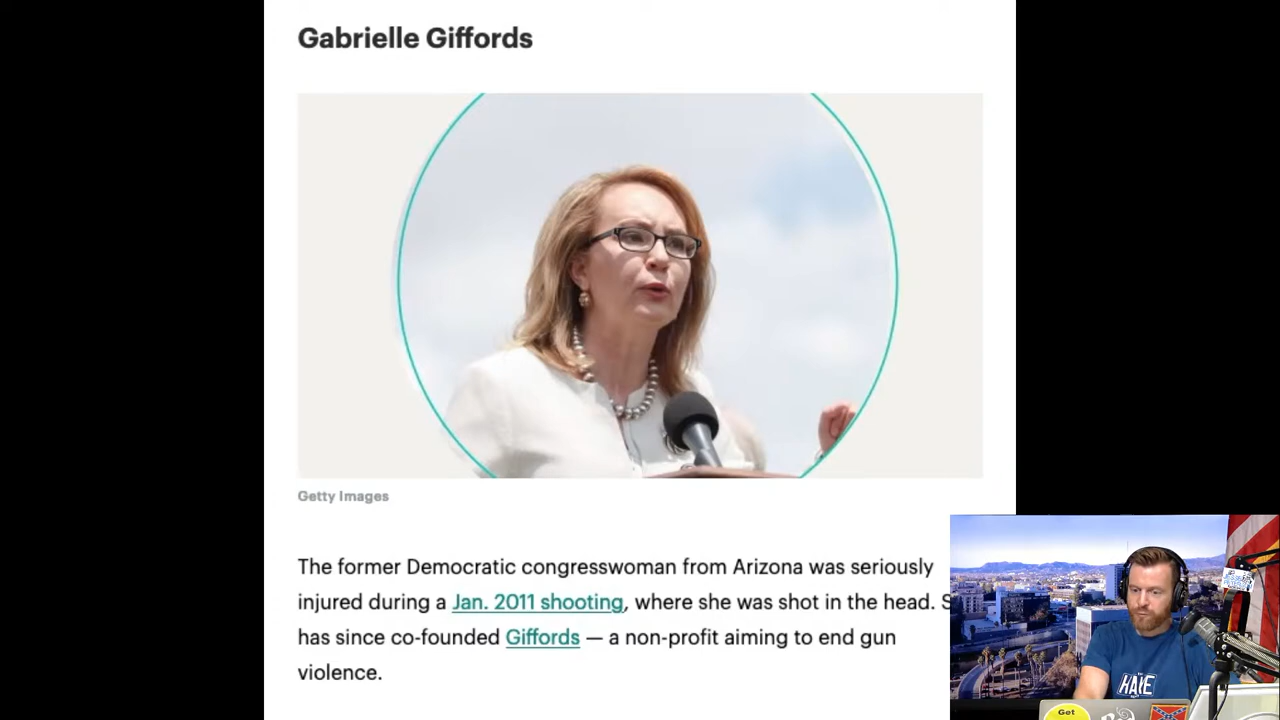 Gabrielle Giffords
Getty Images
The former Democratic congresswoman from Arizona was seriously
injured during a Jan. 2011 shooting, where she was shot in the head. S
has since co-founded Giffords — a non-profit aiming to end gun
violence.
HATE
Get